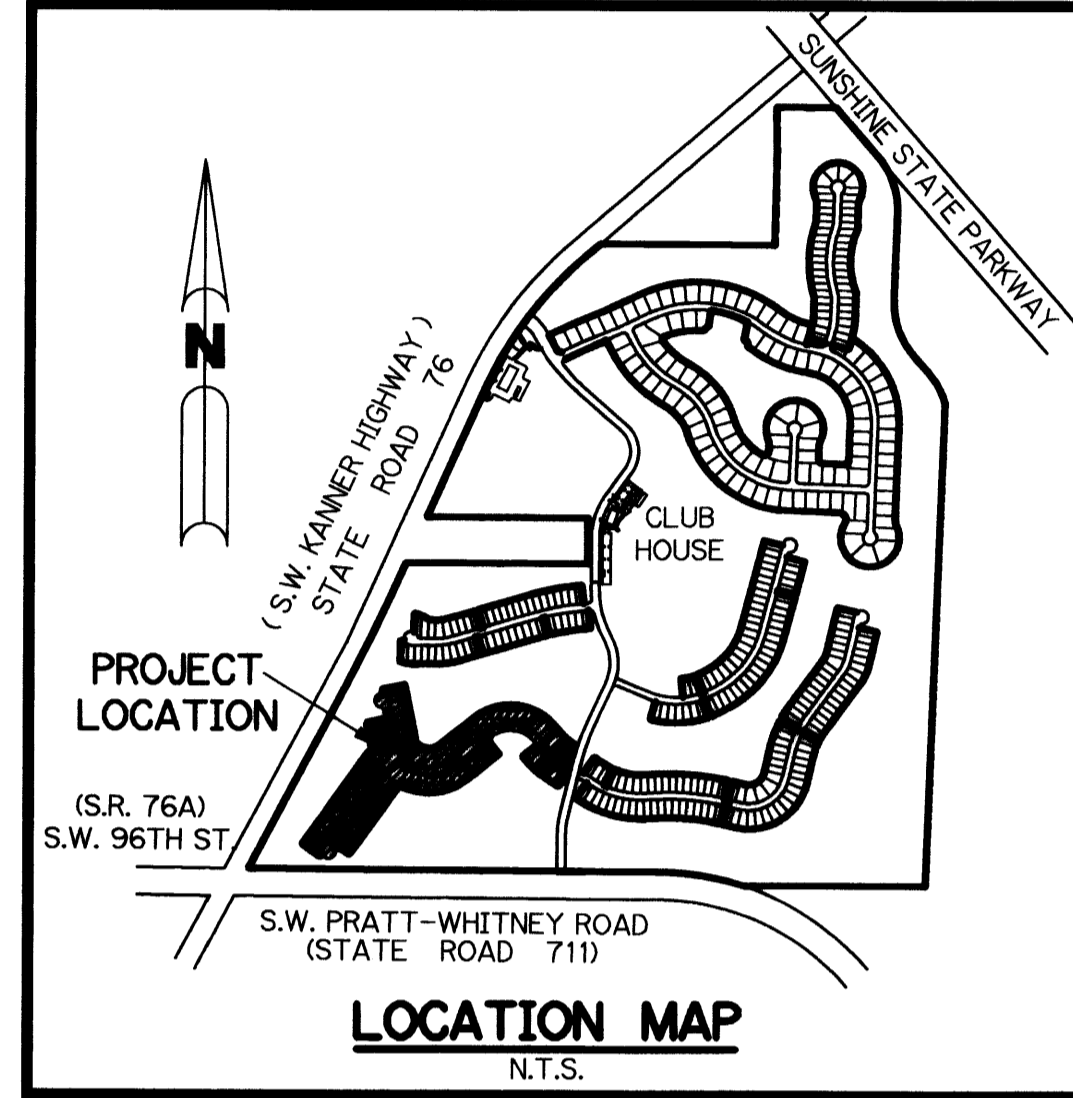 SUNSHINE STATE PARKWAY
N
( S.W. KANNER HIGHWAY )
STATE ROAD 76
CLUB
HOUSE
PROJECT
LOCATION
(S.R. 76A)
S.W. 96TH ST.
S.W. PRATT-WHITNEY ROAD
(STATE ROAD 711)
LOCATION MAP
N.T.S.